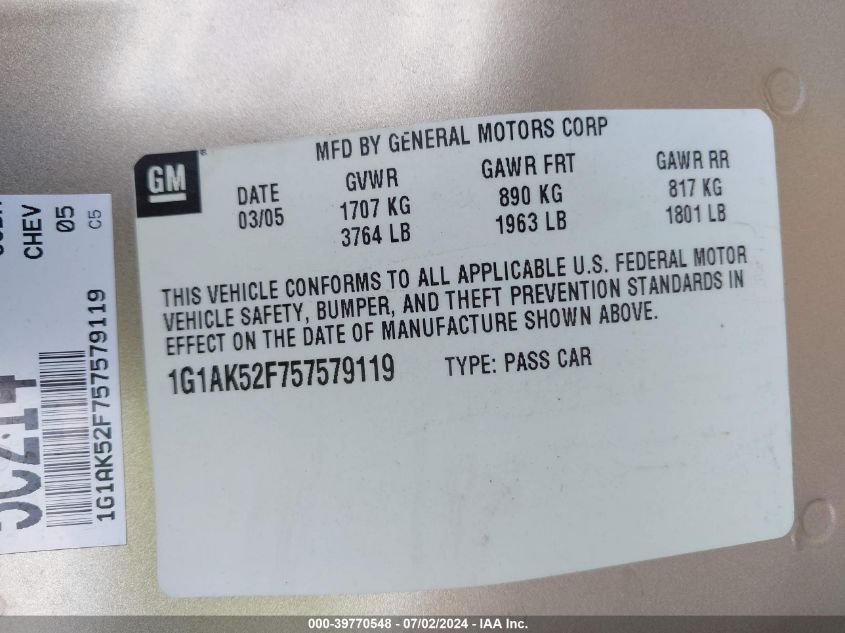 GM
MFD BY GENERAL MOTORS CORP
DATE GVWR GAWR FRT GAWR RR
03/05 1707 KG 890 KG 817 KG
3764 LB 1963 LB 1801 LB
THIS VEHICLE CONFORMS TO ALL APPLICABLE U.S. FEDERAL MOTOR
VEHICLE SAFETY, BUMPER, AND THEFT PREVENTION STANDARDS IN
EFFECT ON THE DATE OF MANUFACTURE SHOWN ABOVE.
1G1AK52F757579119 TYPE: PASS CAR
CHEV
05
C5
1G1AK52F757579119
000-39770548 - 07/02/2024 - IAA Inc.